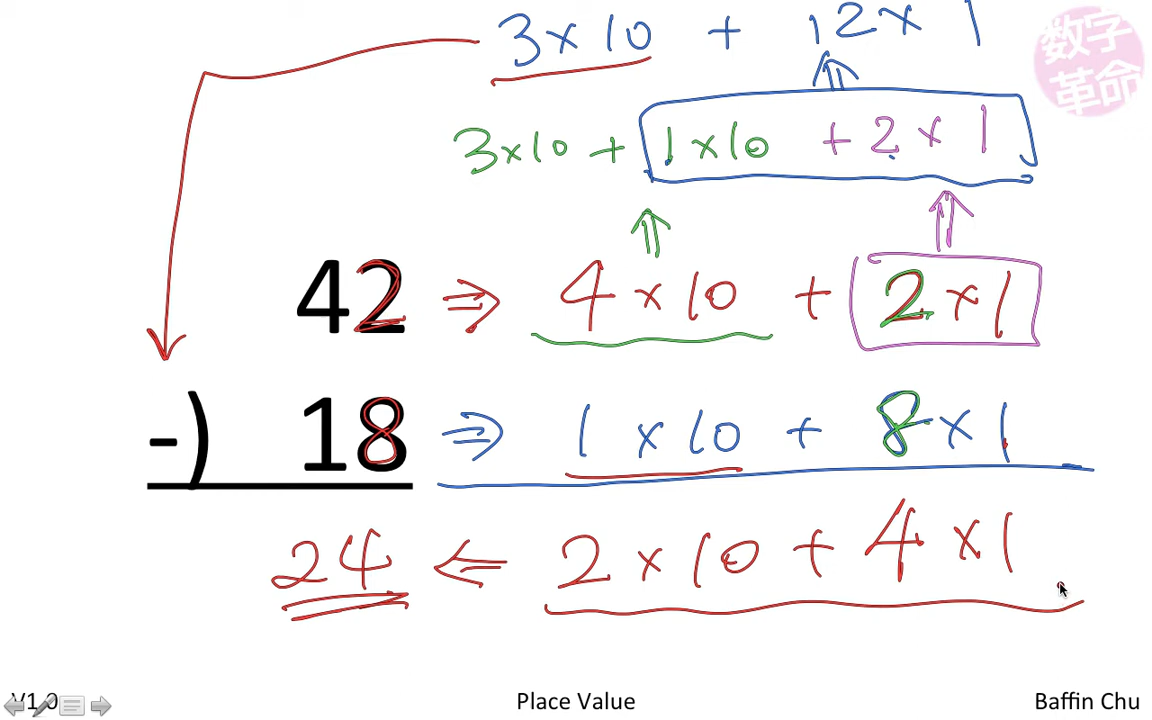 3 x 10 + 12 x 1
数字
革命
3 x 10 + 1 x 10 + 2 x 1
42 ⇒ 4 x 10 + 2 x 1
-) 18 ⇒ 1 x 10 + 8 x 1
24 ⇐ 2 x 10 + 4 x 1
V1.0 Place Value Baffin Chu